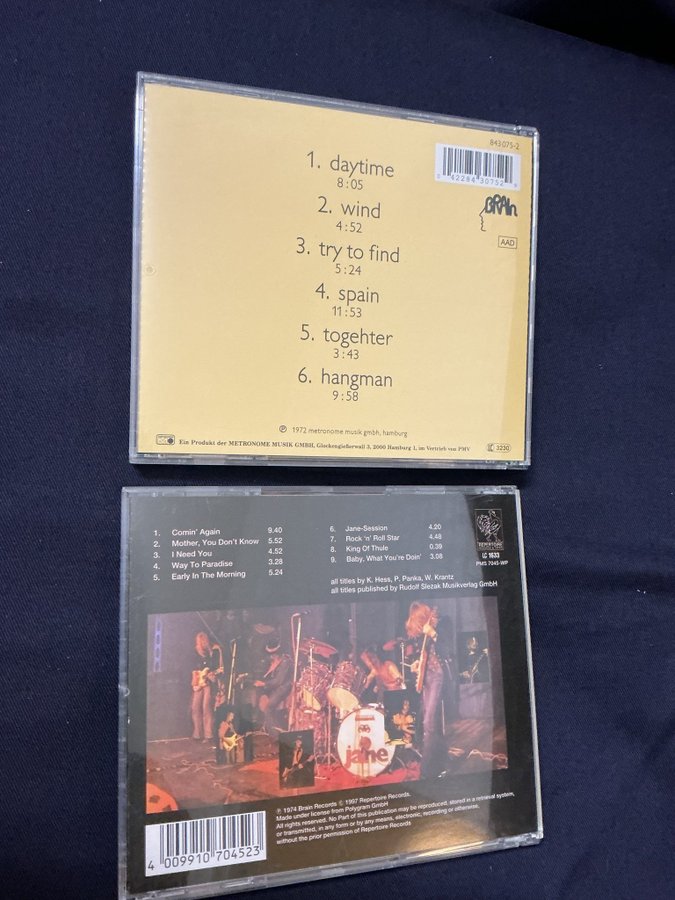 843 075-2
0 42284 30752 9
BRAIN
AAD
1. daytime
8:05
2. wind
4:52
3. try to find
5:24
4. spain
11:53
5. togehter
3:43
6. hangman
9:58
℗ 1972 metronome musik gmbh, hamburg
Ein Produkt der METRONOME MUSIK GMBH, Glockengießerwall 3, 2000 Hamburg 1, im Vertrieb von PMV
LC 3230
1. Comin' Again 9.40
2. Mother, You Don't Know 5.52
3. I Need You 4.52
4. Way To Paradise 3.28
5. Early In The Morning 5.24
6. Jane-Session 4.20
7. Rock 'n' Roll Star 4.48
8. King Of Thule 0.39
9. Baby, What You're Doin' 3.08
REPERTOIRE
LC 1633
PMS 7045-WP
all titles by K. Hess, P. Panka, W. Krantz
all titles published by Rudolf Slezak Musikverlag GmbH
jane
℗ 1974 Brain Records © 1997 Repertoire Records.
Made under license from Polygram GmbH
All rights reserved. No Part of this publication may be reproduced, stored in a retrieval system,
or transmitted, in any form or by any means, electronic, recording or otherwise,
without the prior permission of Repertoire Records
4 009910 704523